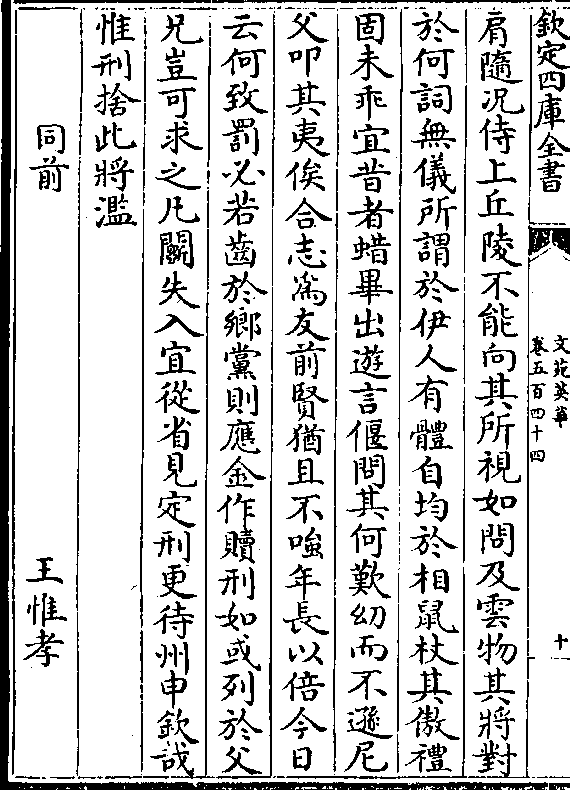 欽定四庫全書
文苑英華
卷五百四十四
十
肩隨况侍上丘陵不能向其所視如問及雲物其將對
於何詞無儀所謂於伊人有體自均於相鼠杖其傲禮
固未乖宜昔者蜡畢出遊言偃問其何歎幼而不遜尼
父叩其夷俟合志為友前賢猶且不嗤年長以倍今日
云何致罰必若齒於鄉黨則應金作贖刑如或列於父
兄豈可求之凡闗失入宜從省見定刑更待州申欽哉
惟刑捨此將濫
同前
王惟孝